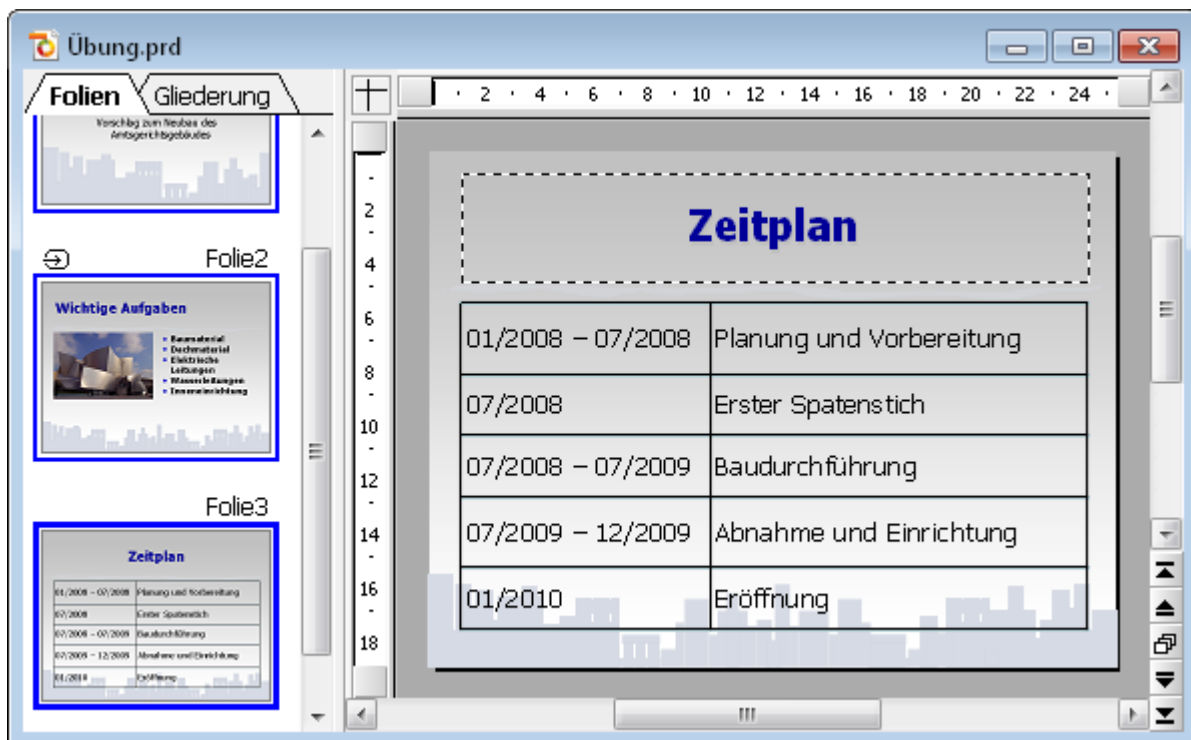 Übung.prd
Folien Gliederung
Vorschlag zum Neubau des
Amtsgerichtsgebäudes
Folie2
Wichtige Aufgaben
Baumaterial
Dachmaterial
Elektrische
Leitungen
Wasserleitungen
Inneneinrichtung
Folie3
Zeitplan
01/2008 – 07/2008 Planung und Vorbereitung
07/2008 Erster Spatenstich
07/2008 – 07/2009 Baudurchführung
07/2009 – 12/2009 Abnahme und Einrichtung
01/2010 Eröffnung
2 4 6 8 10 12 14 16 18 20 22 24
2
4
6
8
10
12
14
16
18
Zeitplan
01/2008 – 07/2008 Planung und Vorbereitung
07/2008 Erster Spatenstich
07/2008 – 07/2009 Baudurchführung
07/2009 – 12/2009 Abnahme und Einrichtung
01/2010 Eröffnung